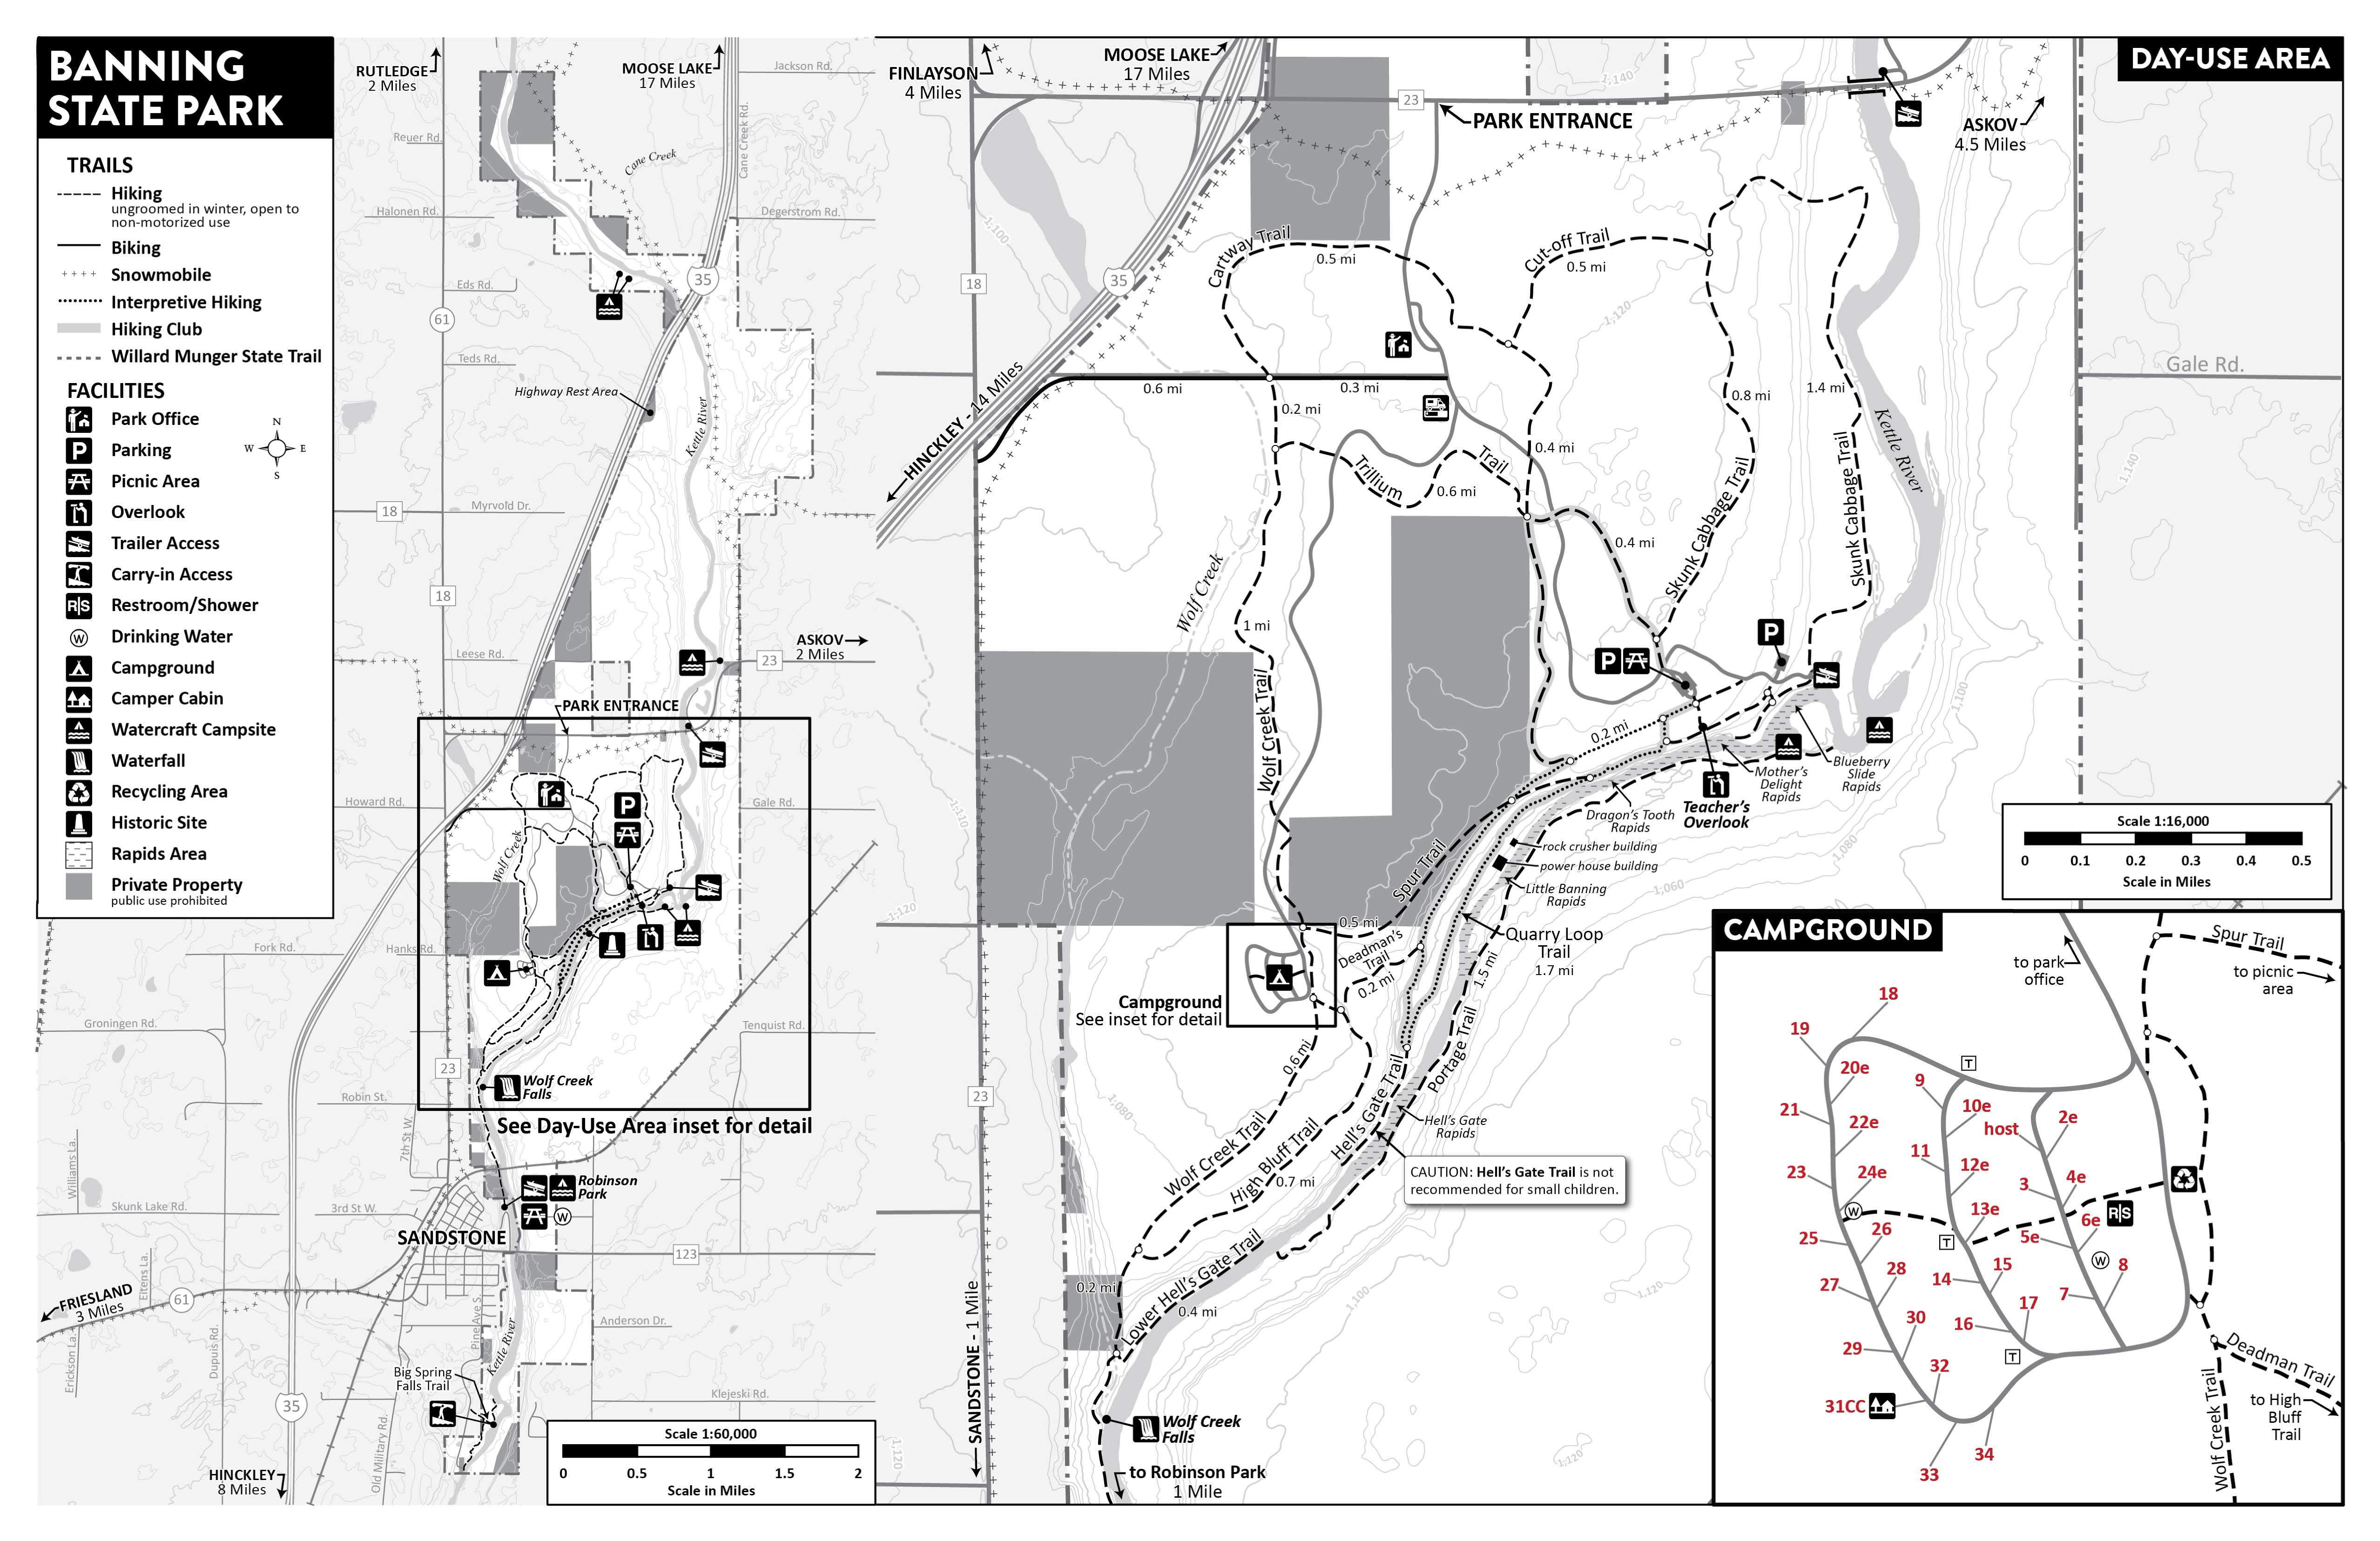 BANNING
STATE PARK
TRAILS
Hiking
ungroomed in winter, open to
non-motorized use
Biking
Snowmobile
Interpretive Hiking
Hiking Club
Willard Munger State Trail
FACILITIES
Park Office
P Parking
Picnic Area
Overlook
Trailer Access
Carry-in Access
R|S Restroom/Shower
W Drinking Water
Campground
Camper Cabin
Watercraft Campsite
Waterfall
Recycling Area
Historic Site
Rapids Area
Private Property
public use prohibited
N
W E
S
RUTLEDGE
2 Miles
MOOSE LAKE
17 Miles
Jackson Rd.
Reuer Rd.
Cane Creek
Cane Creek Rd.
Halonen Rd.
Degerstrom Rd.
Eds Rd.
35
61
Teds Rd.
Highway Rest Area
Kettle River
18
Myrvold Dr.
18
Leese Rd.
ASKOV
2 Miles
23
PARK ENTRANCE
Howard Rd.
P
Gale Rd.
Wolf Creek
Fork Rd.
Hanks Rd.
Groningen Rd.
Tenquist Rd.
23
Wolf Creek
Falls
Robin St.
See Day-Use Area inset for detail
7th St W.
Williams La.
Robinson
Park
W
Skunk Lake Rd.
3rd St W.
SANDSTONE
123
Eltens La.
FRIESLAND
3 Miles
61
Erickson La.
Dupuis Rd.
Pine Ave S.
Kettle River
Anderson Dr.
Big Spring
Falls Trail
Klejeski Rd.
35
Old Military Rd.
HINCKLEY
8 Miles
Scale 1:60,000
0 0.5 1 1.5 2
Scale in Miles
DAY-USE AREA
FINLAYSON
4 Miles
MOOSE LAKE
17 Miles
23
PARK ENTRANCE
1,140
ASKOV
4.5 Miles
1,100
18
35
Cartway Trail
0.5 mi
Cut-off Trail
0.5 mi
1,120
Gale Rd.
0.6 mi
0.3 mi
0.2 mi
HINCKLEY - 14 Miles
0.8 mi
1.4 mi
Kettle River
0.4 mi
Trillium
Trail
0.6 mi
Skunk Cabbage Trail
Skunk Cabbage Trail
1,140
0.4 mi
Wolf Creek
1 mi
Wolf Creek Trail
P
P
1,100
0.2 mi
Mother's
Delight
Rapids
Blueberry
Slide
Rapids
Teacher's
Overlook
Dragon's Tooth
Rapids
rock crusher building
power house building
Little Banning
Rapids
1,110
1,080
1,060
1,120
Spur Trail
0.5 mi
Deadman's
Trail
0.2 mi
Quarry Loop
Trail
1.7 mi
1.5 mi
Portage Trail
Campground
See inset for detail
0.6 mi
1,080
23
Hell's Gate Trail
Hell's Gate
Rapids
Wolf Creek Trail
High Bluff Trail
0.7 mi
CAUTION: Hell's Gate Trail is not
recommended for small children.
0.2 mi
Lower Hell's Gate Trail
0.4 mi
1,100
1,120
1,120
1,120
SANDSTONE - 1 Mile
Wolf Creek
Falls
to Robinson Park
1 Mile
Scale 1:16,000
0 0.1 0.2 0.3 0.4 0.5
Scale in Miles
CAMPGROUND
to park
office
Spur Trail
to picnic
area
18
19
T
20e
9
10e
2e
21
22e
host
11
23
24e
12e
3
4e
W
13e
R|S
25
26
T
5e
6e
W
27
28
14
15
7
8
29
30
16
17
T
32
31CC
33
34
Deadman Trail
to High
Bluff
Trail
Wolf Creek Trail